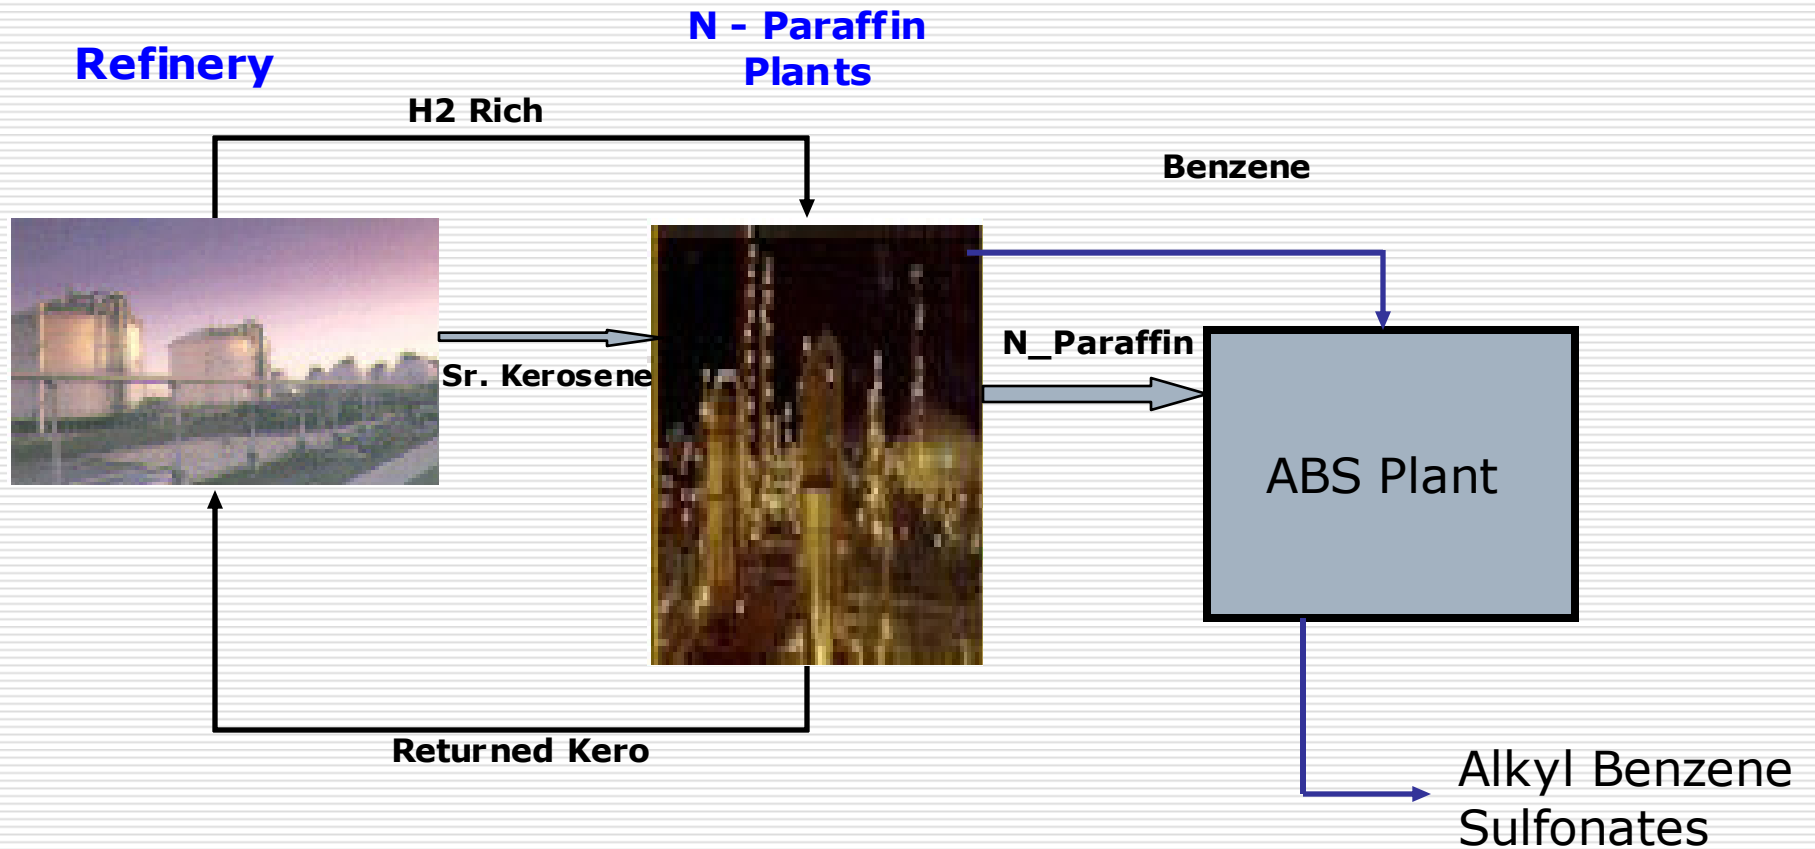 N - Paraffin
Plants
Refinery
H2 Rich
Benzene
N_Paraffin
Sr. Kerosene
ABS Plant
Returned Kero
Alkyl Benzene
Sulfonates